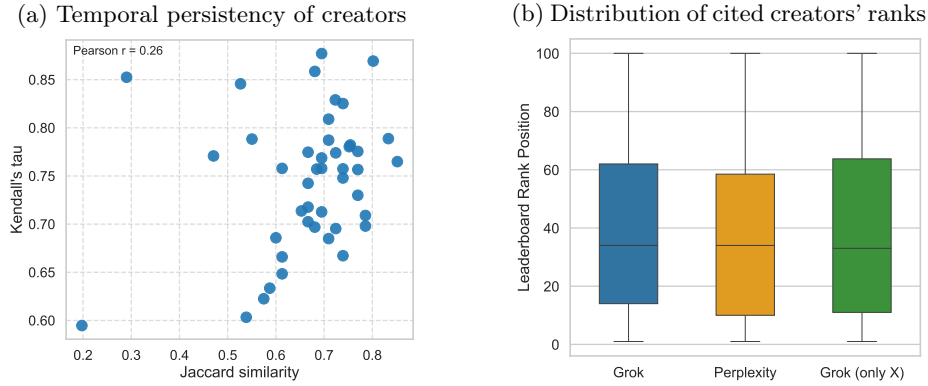 (a) Temporal persistency of creators
Pearson r = 0.26
0.85
0.80
0.75
0.70
0.65
0.60
Kendall's tau
0.2 0.3 0.4 0.5 0.6 0.7 0.8
Jaccard similarity
(b) Distribution of cited creators’ ranks
100
80
60
40
20
0
Leaderboard Rank Position
Grok Perplexity Grok (only X)